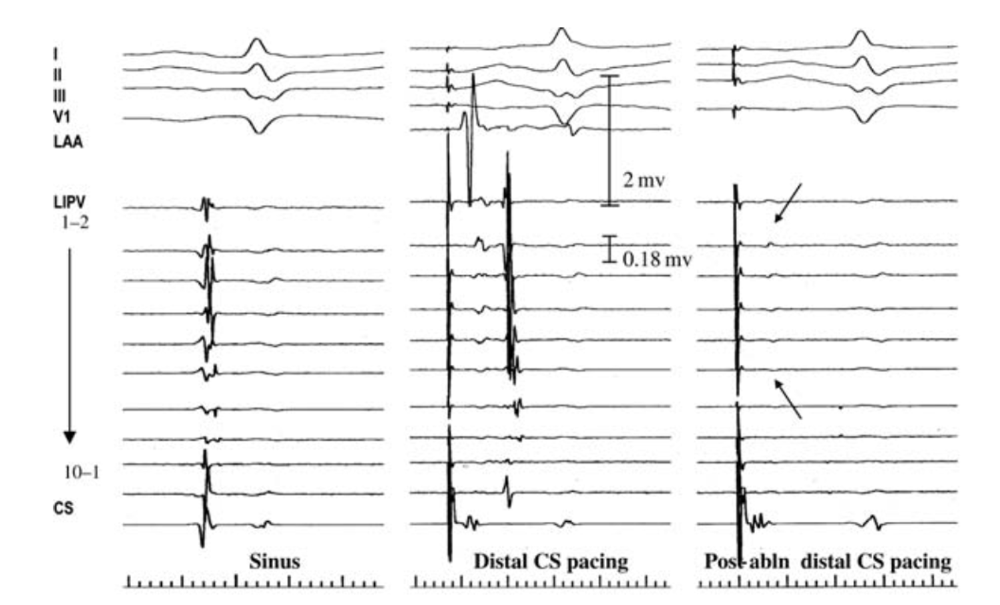 I
II
III
V1
LAA
LIPV
1–2
10–1
CS
2 mv
0.18 mv
Sinus
Distal CS pacing
Post-abln distal CS pacing